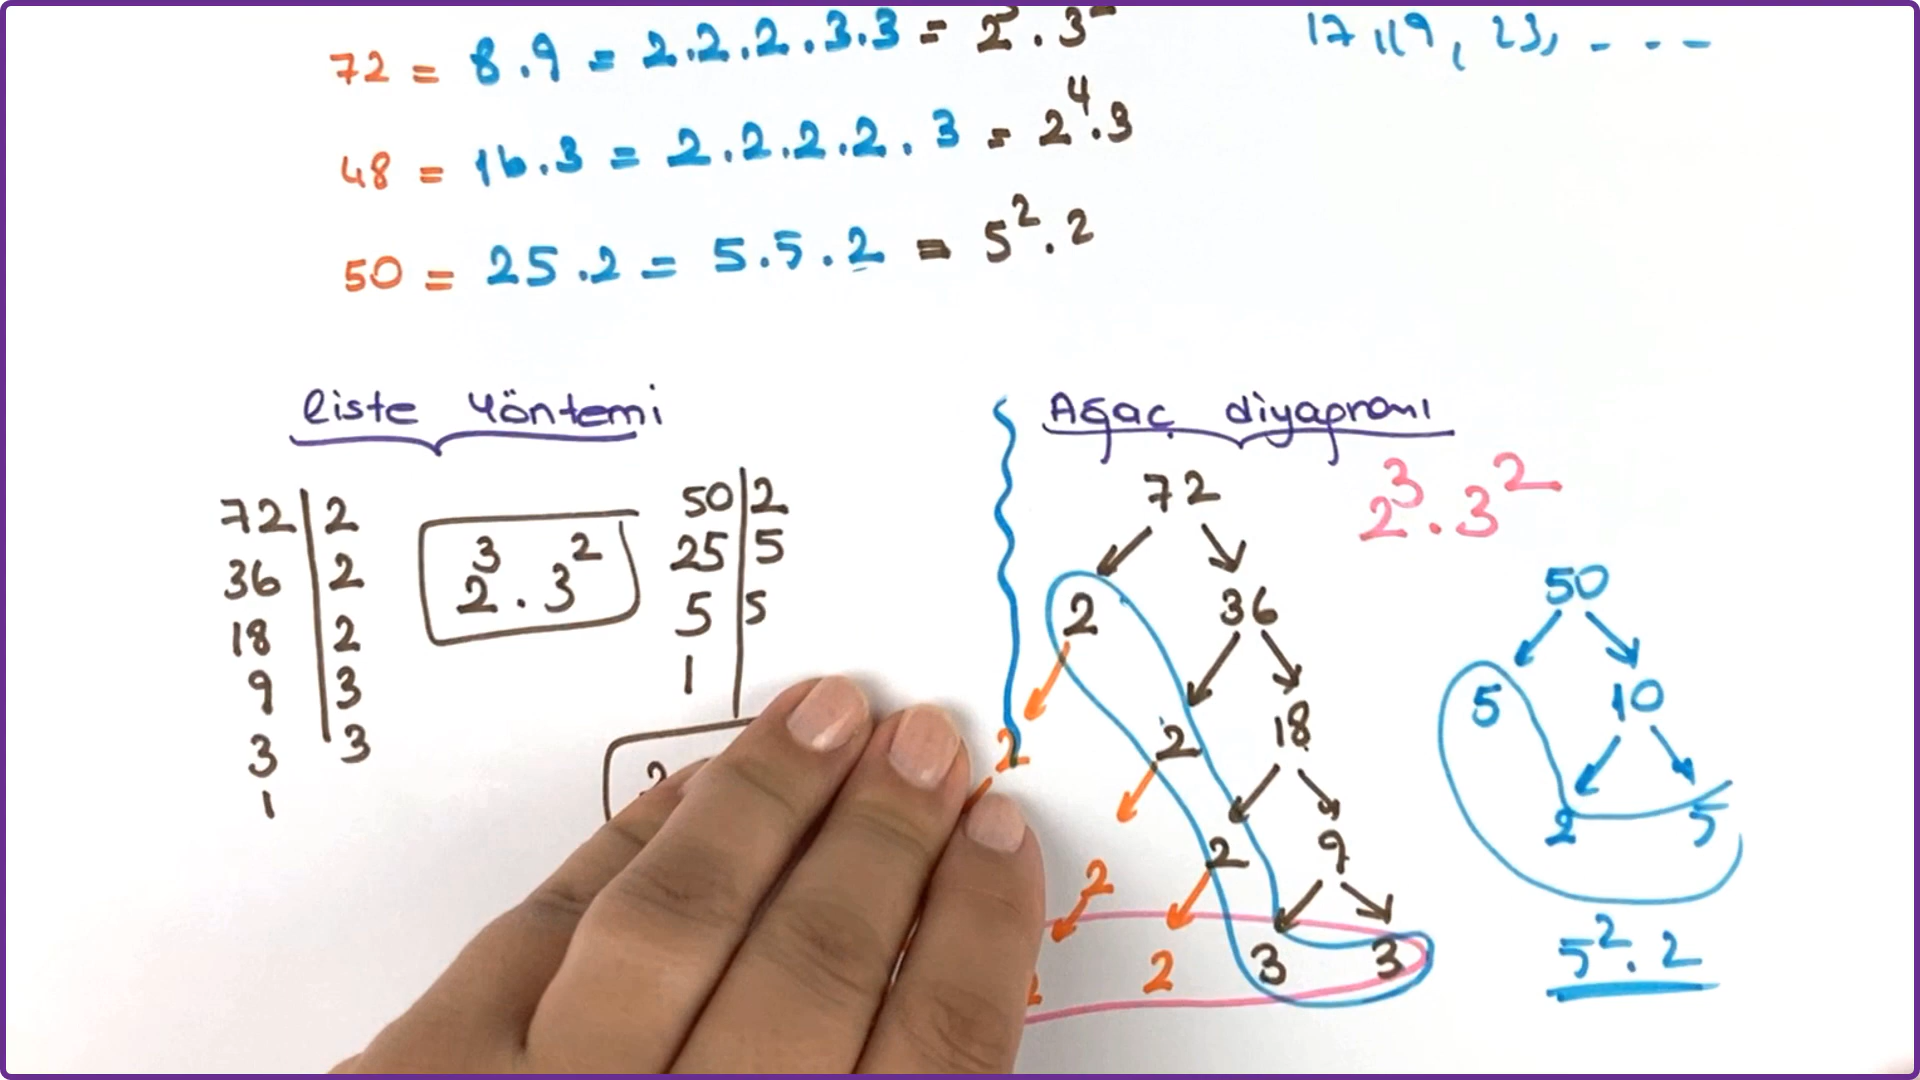 72 = 8.9 = 2.2.2.3.3 = 2³.3²
17, 19, 23, - - -
48 = 16.3 = 2.2.2.2.3 = 2⁴.3
50 = 25.2 = 5.5.2 = 5².2
Liste Yöntemi
72 | 2
36 | 2
18 | 2
9 | 3
3 | 3
1
2³.3²
50 | 2
25 | 5
5 | 5
1
2
Ağaç diyagramı
2³.3²
72
2 36
2 2 18
2 2 9
2 3 3
50
5 10
2 5
5².2